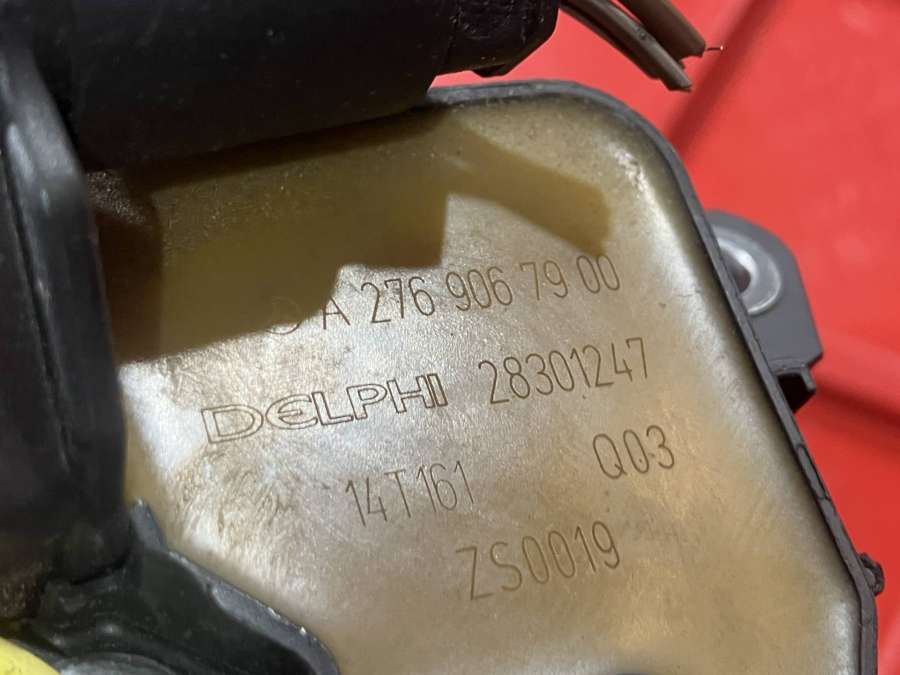 A 276 906 79 00
DELPHI 28301247
14T161 Q03
ZS0019